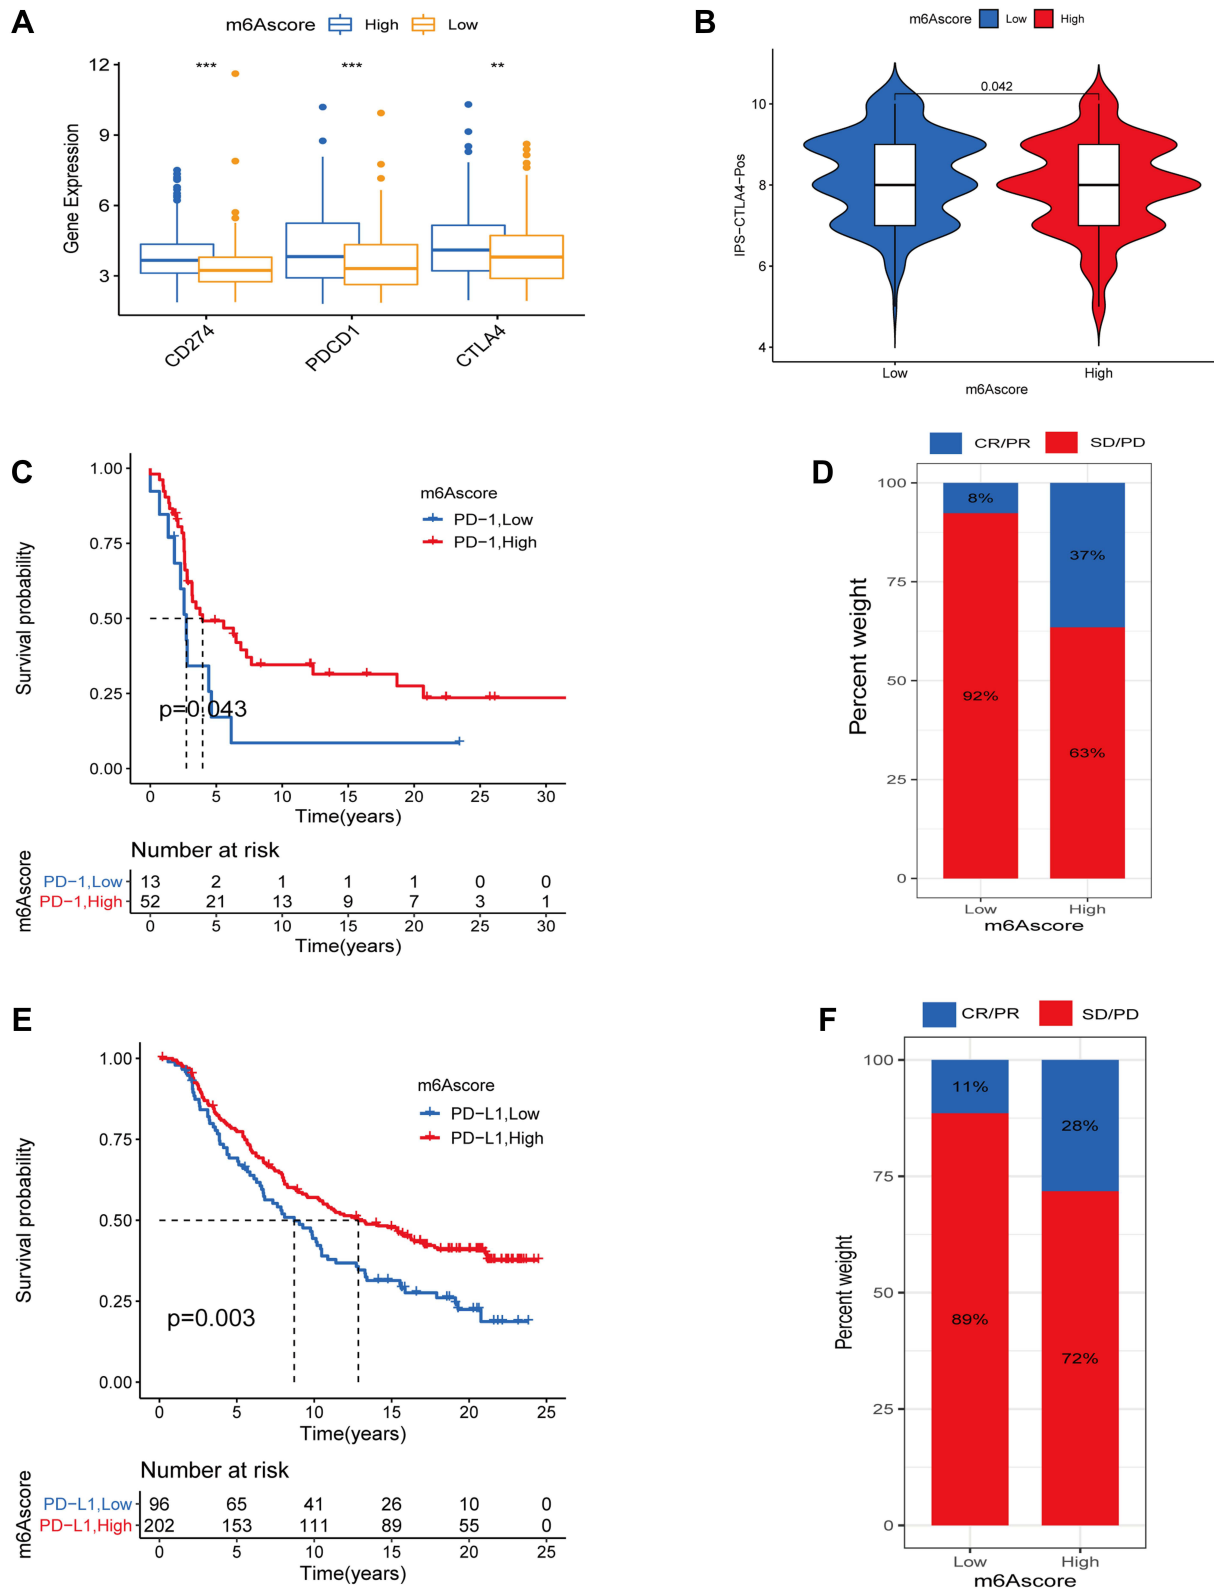 A
m6Ascore High Low
12
9
6
3
Gene Expression
*** *** **
CD274 PDCD1 CTLA4
B
m6Ascore Low High
10
8
6
4
IPS−CTLA4−Pos
0.042
Low High
m6Ascore
C
1.00
0.75
0.50
0.25
0.00
Survival probability
m6Ascore
PD−1,Low
PD−1,High
p=0.043
0 5 10 15 20 25 30
Time(years)
Number at risk
m6Ascore
PD−1,Low 13 2 1 1 1 0 0
PD−1,High 52 21 13 9 7 3 1
0 5 10 15 20 25 30
Time(years)
D
CR/PR SD/PD
100
75
50
25
0
Percent weight
8%
92%
37%
63%
Low High
m6Ascore
E
1.00
0.75
0.50
0.25
0.00
Survival probability
m6Ascore
PD−L1,Low
PD−L1,High
p=0.003
0 5 10 15 20 25
Time(years)
Number at risk
m6Ascore
PD−L1,Low 96 65 41 26 10 0
PD−L1,High 202 153 111 89 55 0
0 5 10 15 20 25
Time(years)
F
CR/PR SD/PD
100
75
50
25
0
Percent weight
11%
89%
28%
72%
Low High
m6Ascore